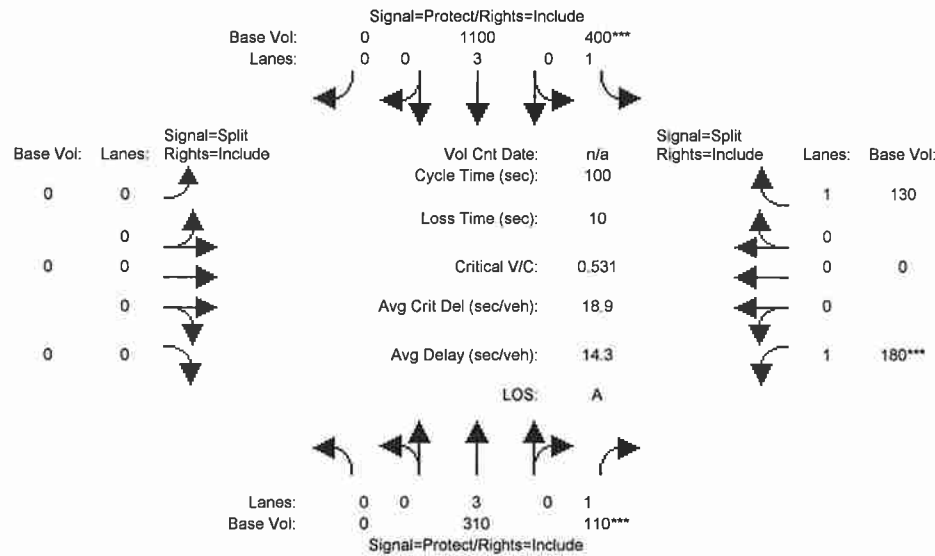 Signal=Protect/Rights=Include
Base Vol: 0 1100 400***
Lanes: 0 0 3 0 1
Signal=Split
Base Vol: Lanes: Rights=Include
Vol Cnt Date: n/a
Signal=Split
Rights=Include Lanes: Base Vol:
Cycle Time (sec): 100
0 0
1 130
Loss Time (sec): 10
0
0
Critical V/C: 0.531
0 0
0 0
Avg Crit Del (sec/veh): 18.9
0
0
Avg Delay (sec/veh): 14.3
0 0
1 180***
LOS: A
Lanes: 0 0 3 0 1
Base Vol: 0 310 110***
Signal=Protect/Rights=Include